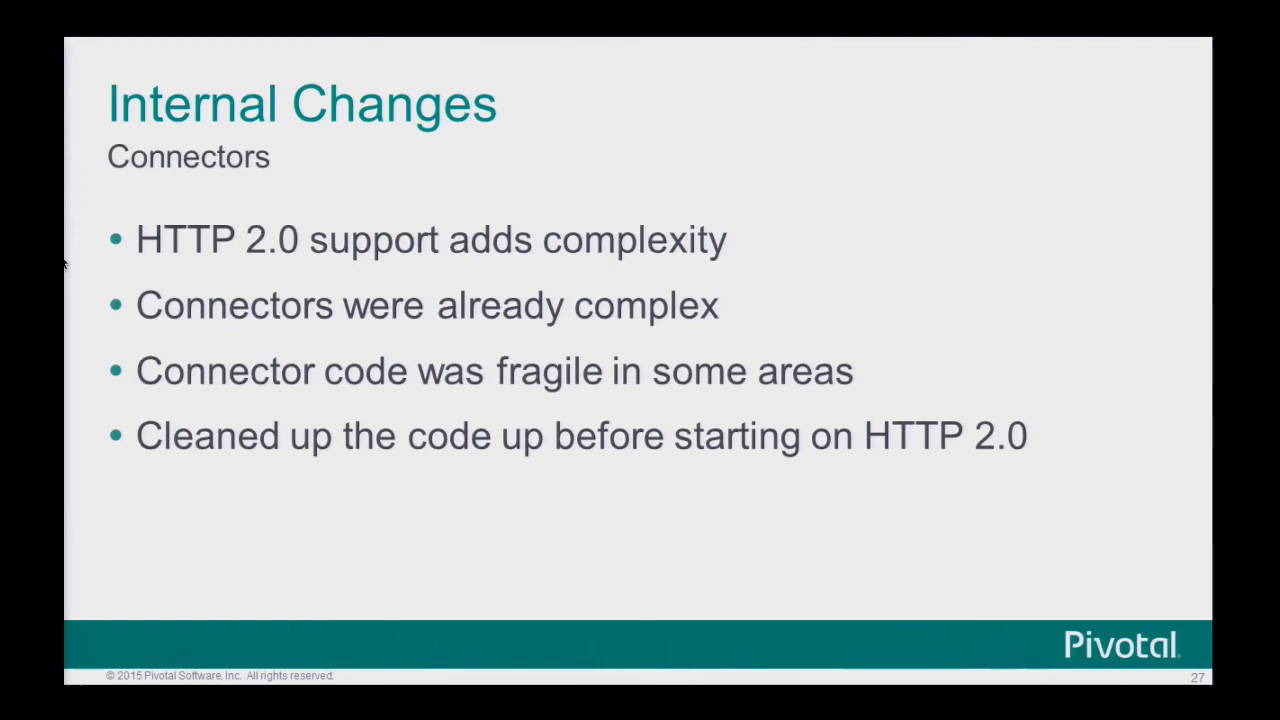 Internal Changes
Connectors
• HTTP 2.0 support adds complexity
• Connectors were already complex
• Connector code was fragile in some areas
• Cleaned up the code up before starting on HTTP 2.0
Pivotal
© 2015 Pivotal Software, Inc. All rights reserved.
27